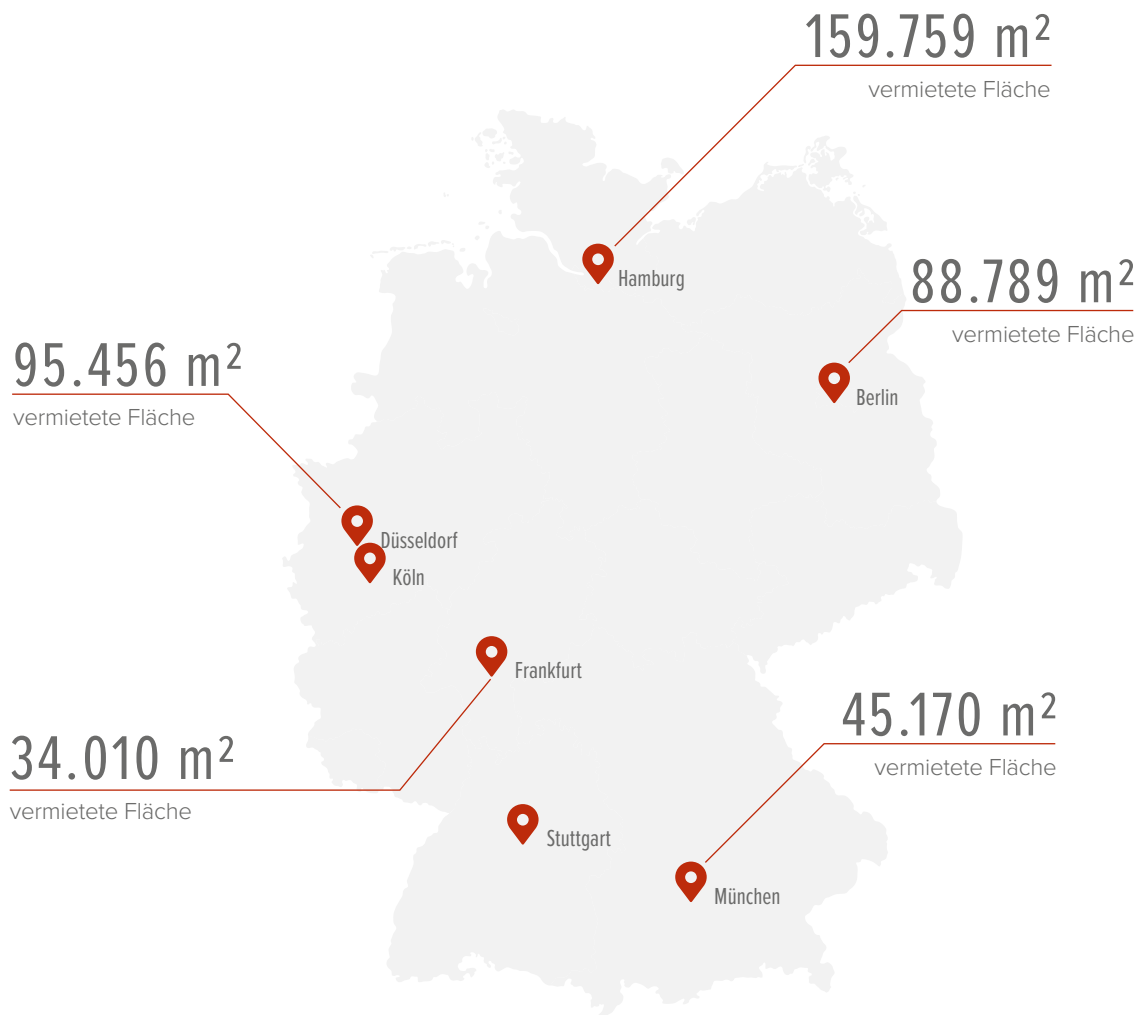 159.759 m²
vermietete Fläche
Hamburg
88.789 m²
vermietete Fläche
95.456 m²
vermietete Fläche
Berlin
Düsseldorf
Köln
Frankfurt
45.170 m²
vermietete Fläche
34.010 m²
vermietete Fläche
Stuttgart
München